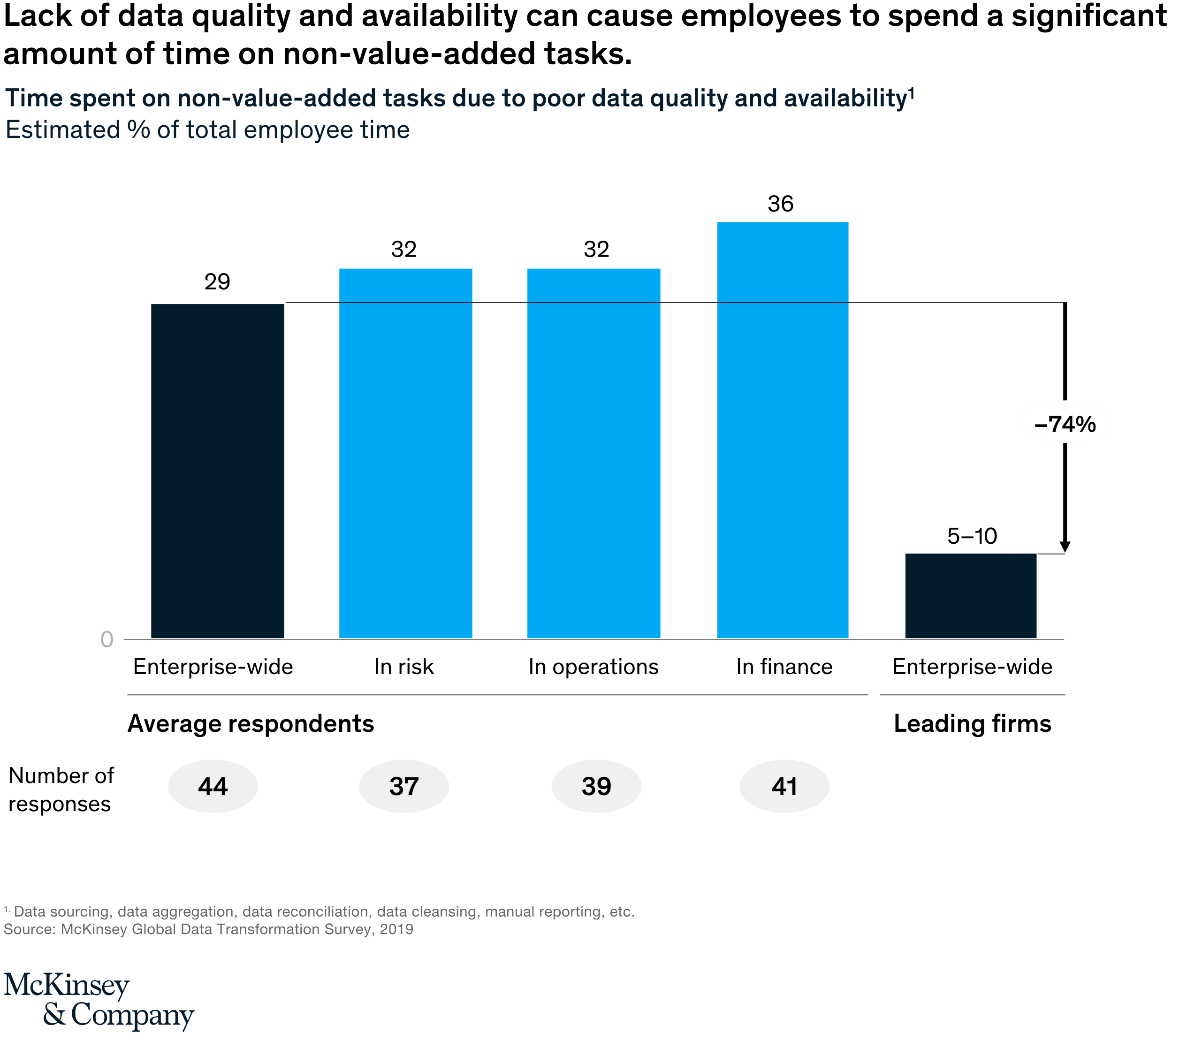 Lack of data quality and availability can cause employees to spend a significant
amount of time on non-value-added tasks.
Time spent on non-value-added tasks due to poor data quality and availability¹
Estimated % of total employee time
29
32
32
36
–74%
5–10
0
Enterprise-wide
In risk
In operations
In finance
Enterprise-wide
Average respondents
Leading firms
Number of
responses
44
37
39
41
¹· Data sourcing, data aggregation, data reconciliation, data cleansing, manual reporting, etc.
Source: McKinsey Global Data Transformation Survey, 2019
McKinsey
& Company